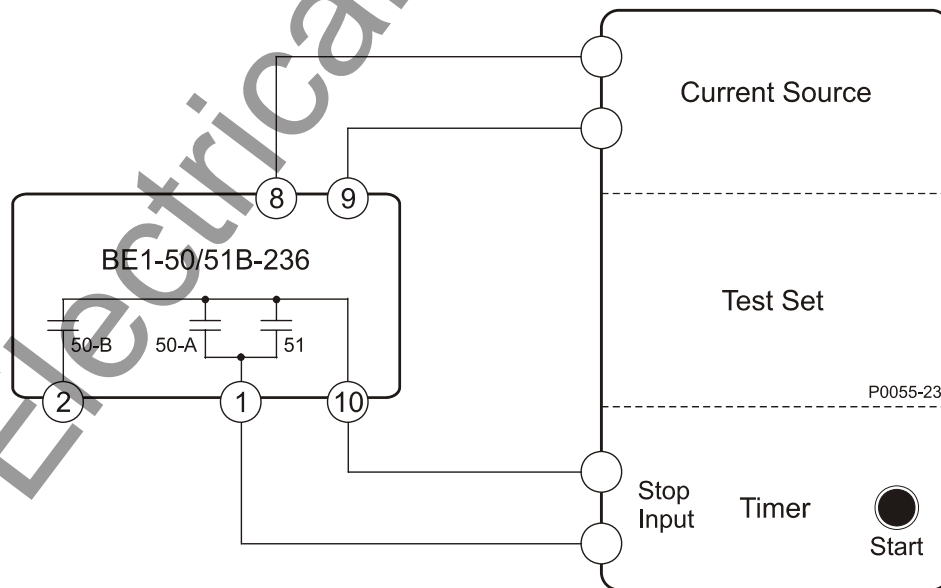 Current Source
8
9
BE1-50/51B-236
50-B
50-A
51
Test Set
2
1
10
P0055-23
Stop
Input
Timer
Start
Electrical